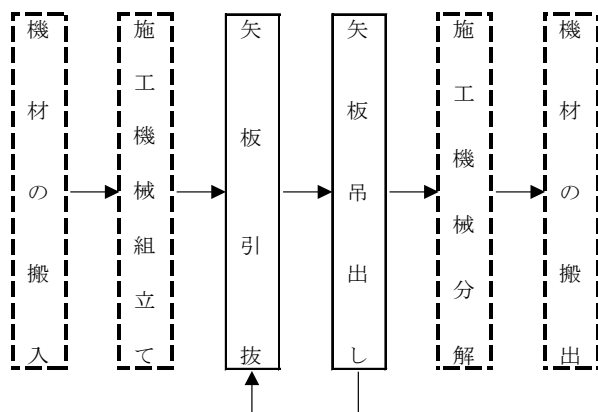 機材の搬入
施工機械組立て
矢板引抜
矢板吊出し
施工機械分解
機材の搬出